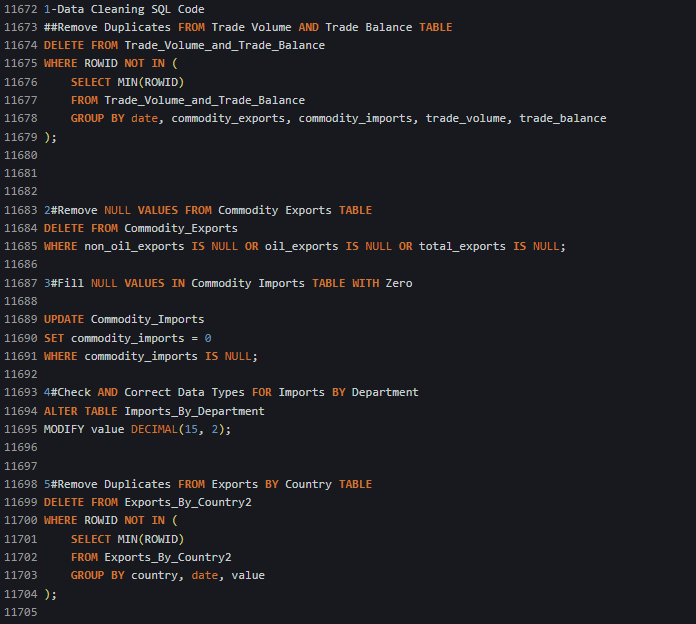 11672 1-Data Cleaning SQL Code
11673 ##Remove Duplicates FROM Trade Volume AND Trade Balance TABLE
11674 DELETE FROM Trade_Volume_and_Trade_Balance
11675 WHERE ROWID NOT IN (
11676     SELECT MIN(ROWID)
11677     FROM Trade_Volume_and_Trade_Balance
11678     GROUP BY date, commodity_exports, commodity_imports, trade_volume, trade_balance
11679 );
11680
11681
11682
11683 2#Remove NULL VALUES FROM Commodity Exports TABLE
11684 DELETE FROM Commodity_Exports
11685 WHERE non_oil_exports IS NULL OR oil_exports IS NULL OR total_exports IS NULL;
11686
11687 3#Fill NULL VALUES IN Commodity Imports TABLE WITH Zero
11688
11689 UPDATE Commodity_Imports
11690 SET commodity_imports = 0
11691 WHERE commodity_imports IS NULL;
11692
11693 4#Check AND Correct Data Types FOR Imports BY Department
11694 ALTER TABLE Imports_By_Department
11695 MODIFY value DECIMAL(15, 2);
11696
11697
11698 5#Remove Duplicates FROM Exports BY Country TABLE
11699 DELETE FROM Exports_By_Country2
11700 WHERE ROWID NOT IN (
11701     SELECT MIN(ROWID)
11702     FROM Exports_By_Country2
11703     GROUP BY country, date, value
11704 );
11705